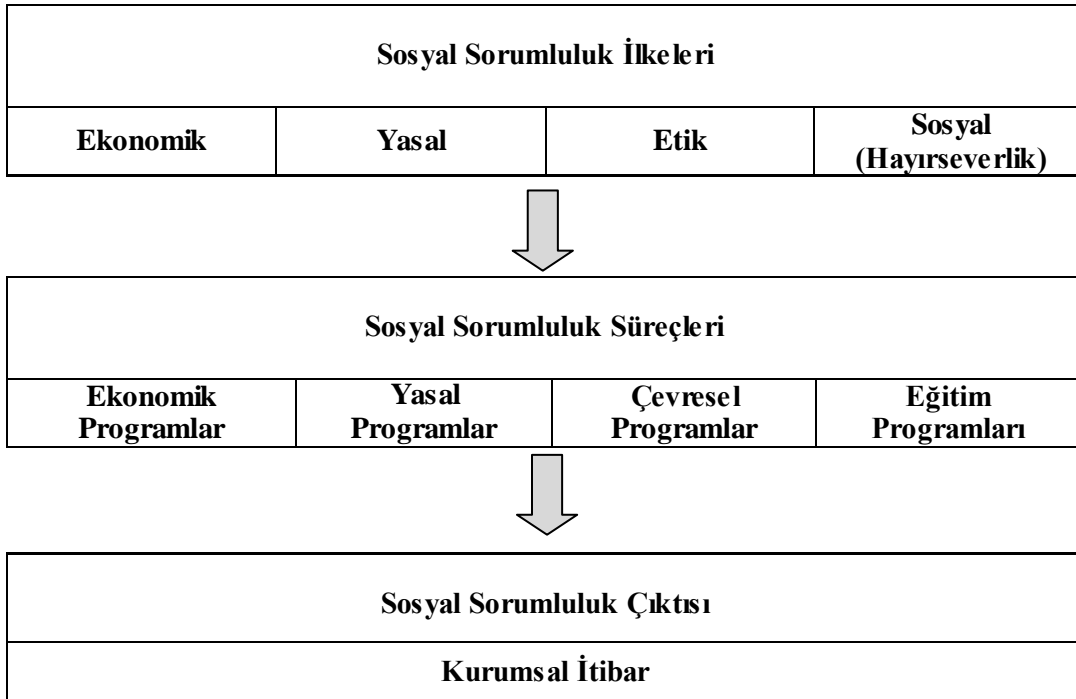 Sosyal Sorumluluk İlkeleri
Ekonomik
Yasal
Etik
Sosyal
(Hayırseverlik)
Sosyal Sorumluluk Süreçleri
Ekonomik
Programlar
Yasal
Programlar
Çevresel
Programlar
Eğitim
Programları
Sosyal Sorumluluk Çıktısı
Kurumsal İtibar